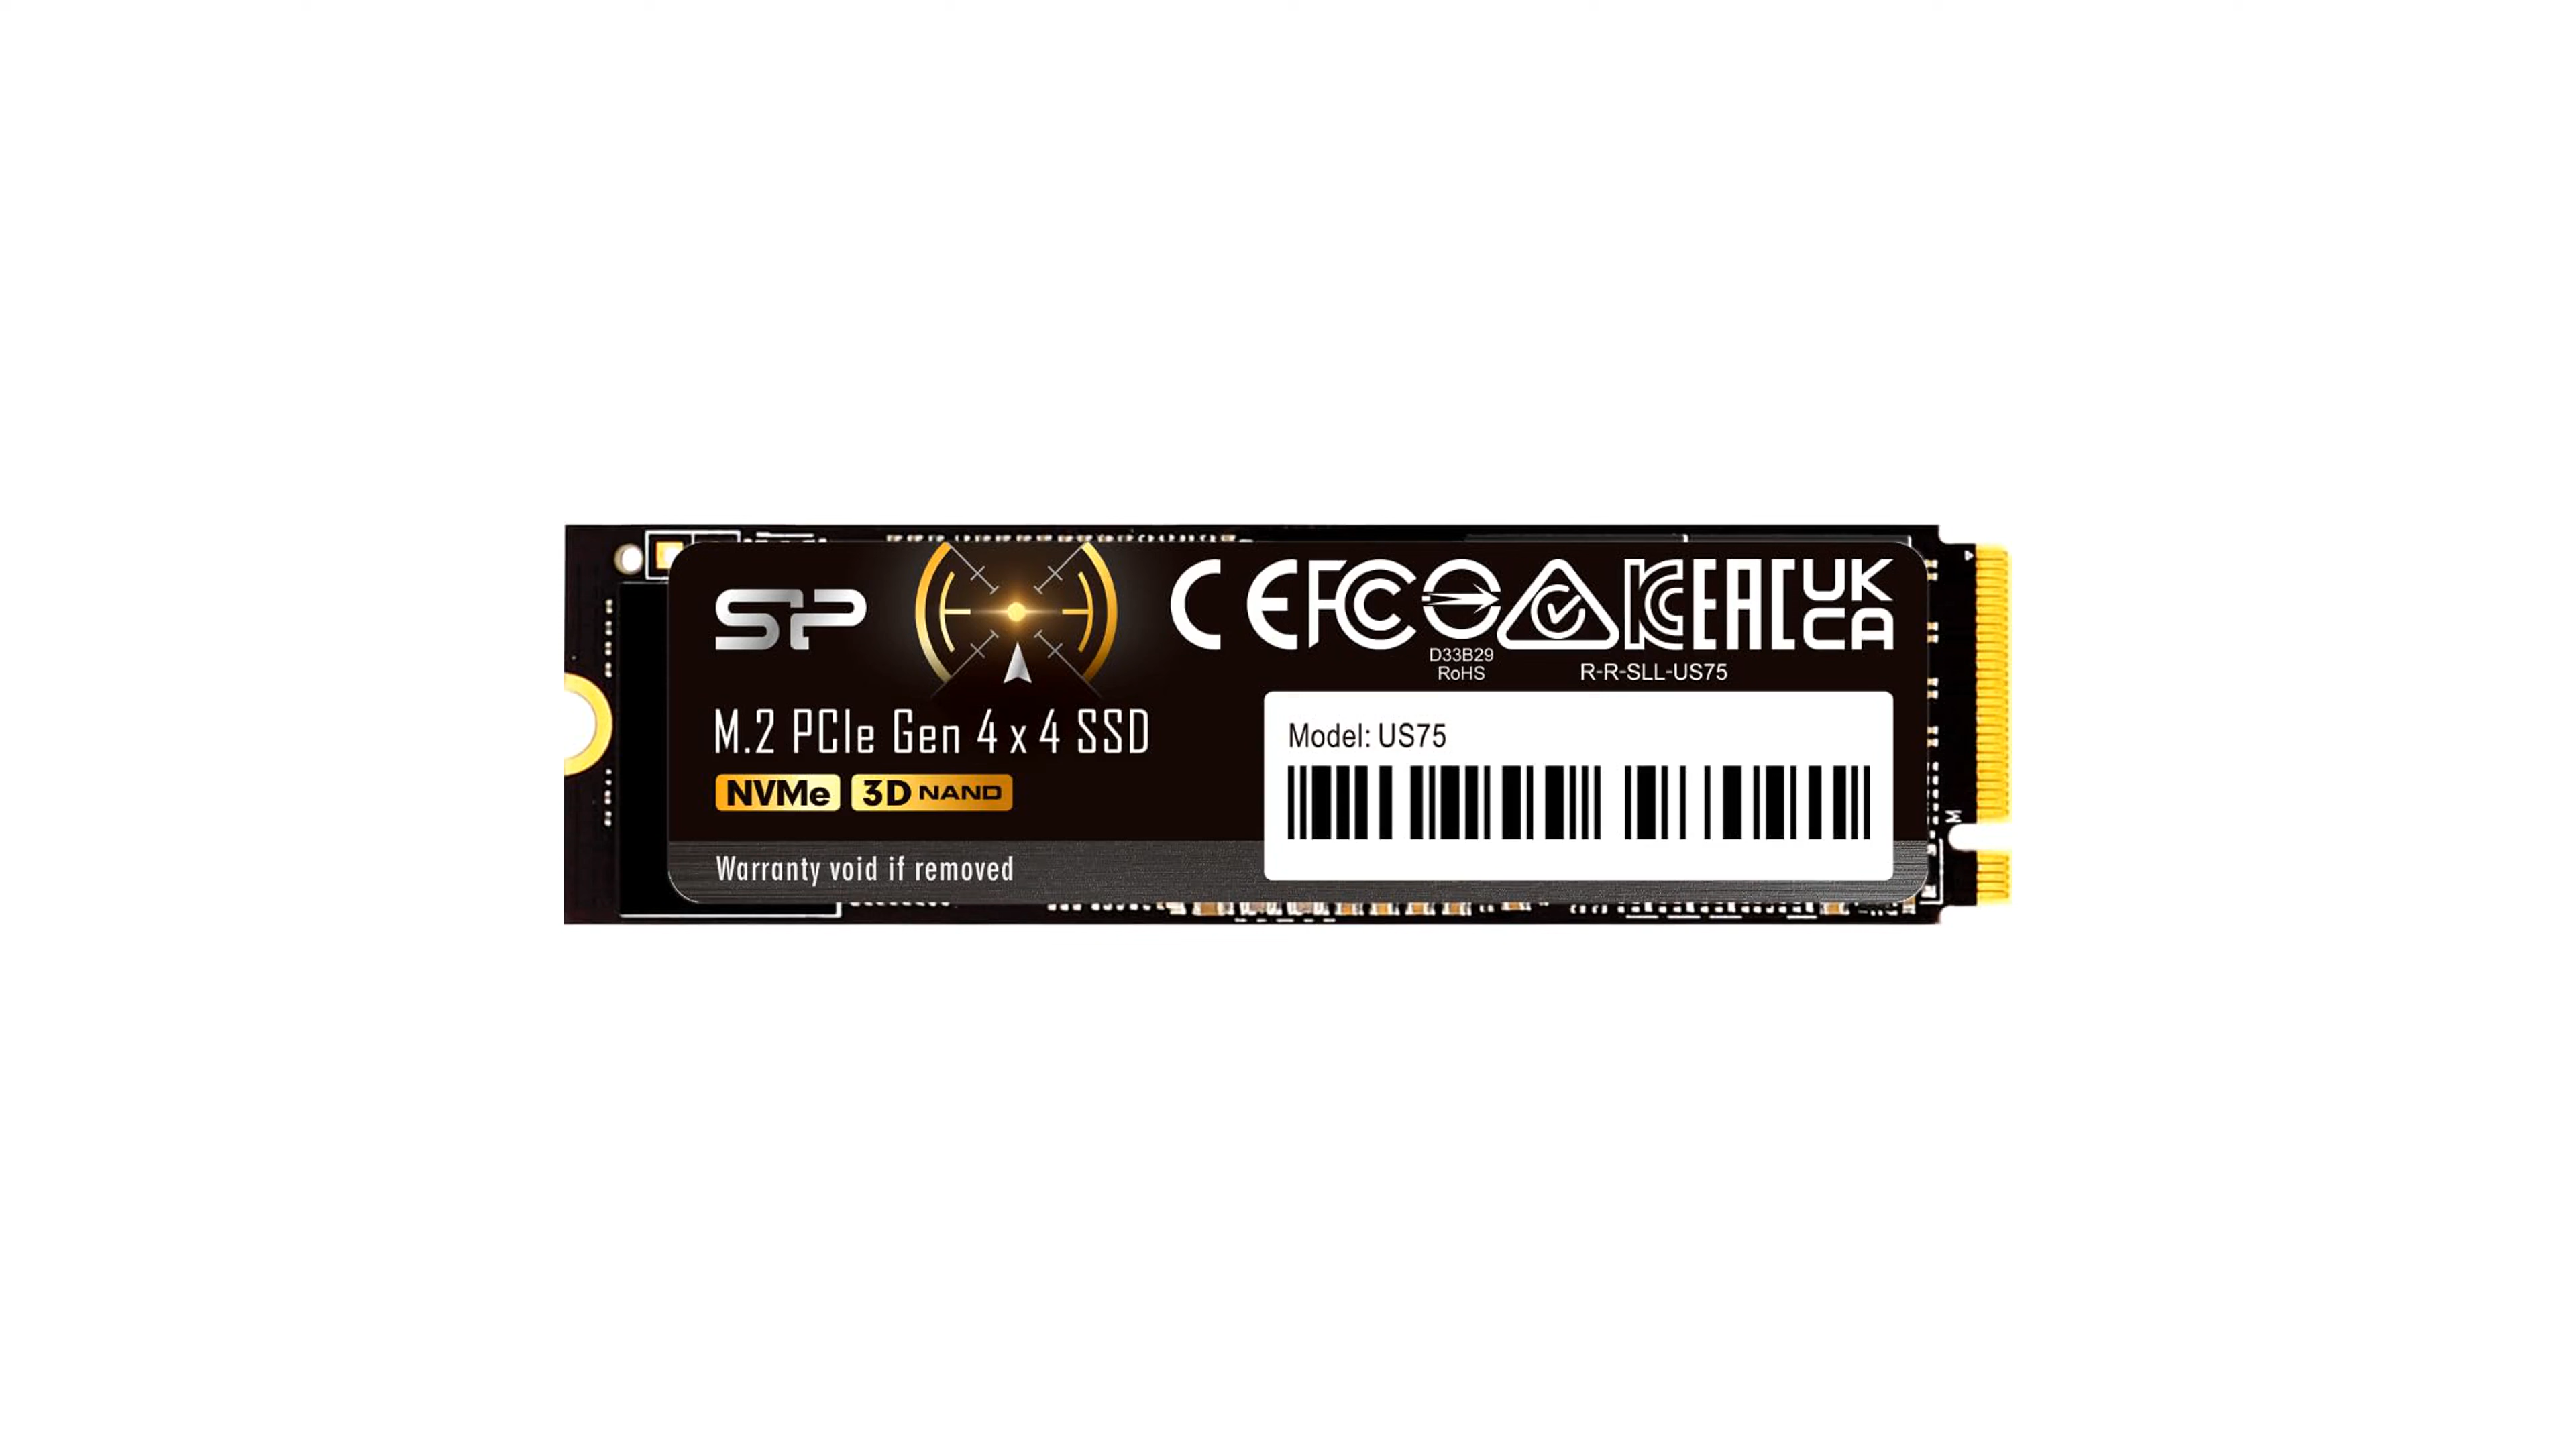 SP
CE FC EAC UK CA
D33B29
RoHS
R-R-SLL-US75
M.2 PCIe Gen 4 x 4 SSD
NVMe 3D NAND
Model: US75
Warranty void if removed
M